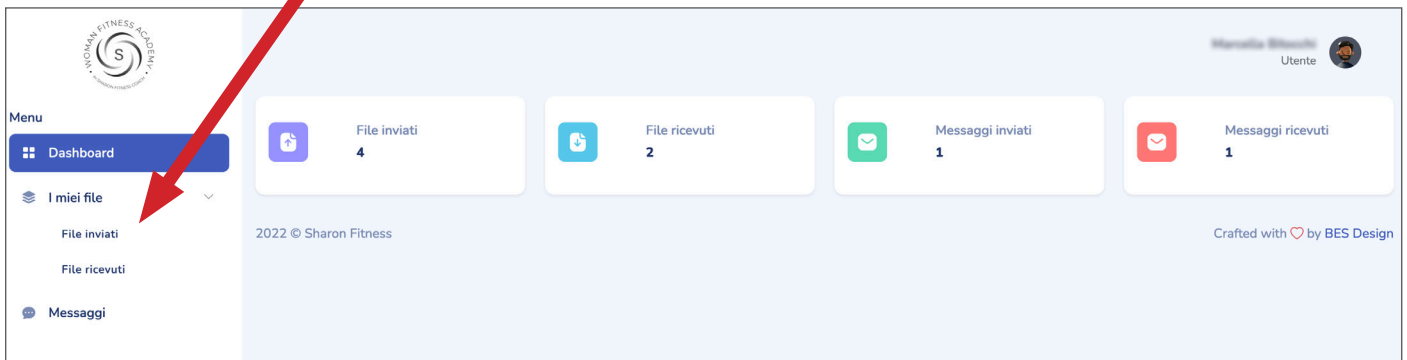 WOMAN FITNESS ACADEMY
S
Utente
Menu
Dashboard
File inviati
4
File ricevuti
2
Messaggi inviati
1
Messaggi ricevuti
1
I miei file
File inviati
File ricevuti
Messaggi
2022 © Sharon Fitness
Crafted with by BES Design